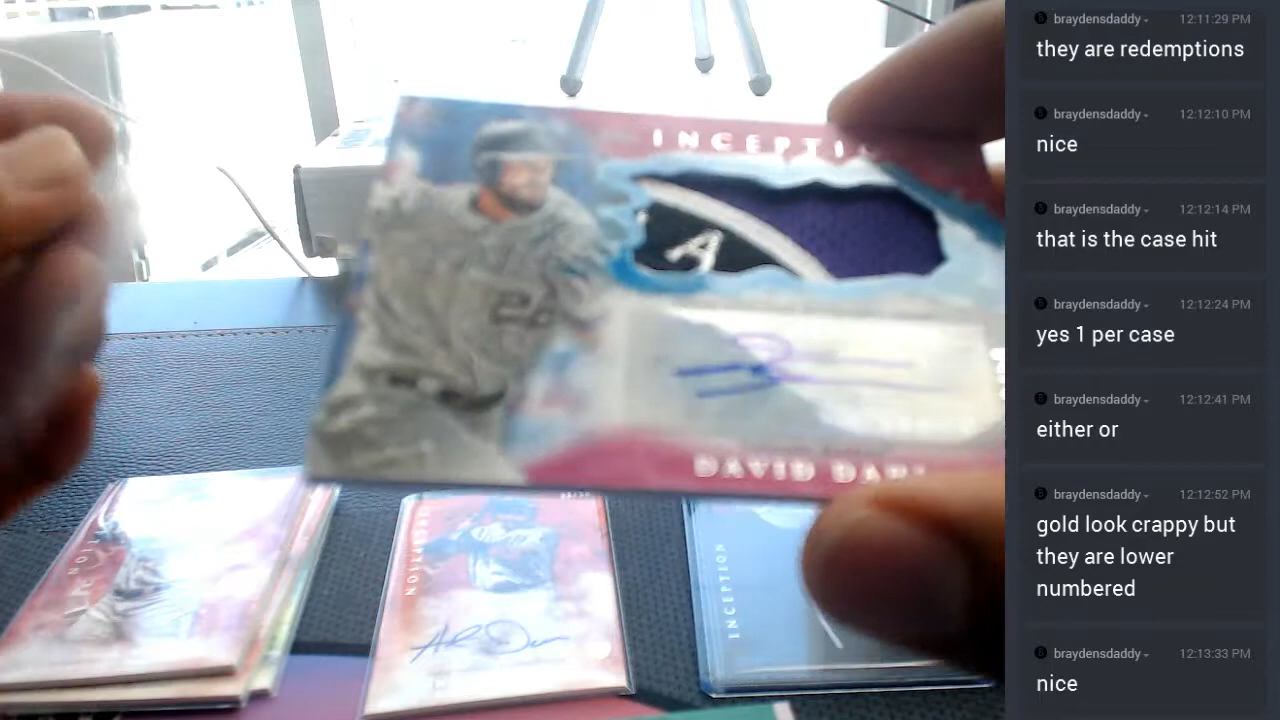 INCEPTIO
A
DAVID DA
INCEPTION
INCEPTION
braydensdaddy 12:11:29 PM
they are redemptions
braydensdaddy 12:12:10 PM
nice
braydensdaddy 12:12:14 PM
that is the case hit
braydensdaddy 12:12:24 PM
yes 1 per case
braydensdaddy 12:12:41 PM
either or
braydensdaddy 12:12:52 PM
gold look crappy but
they are lower
numbered
braydensdaddy 12:13:33 PM
nice